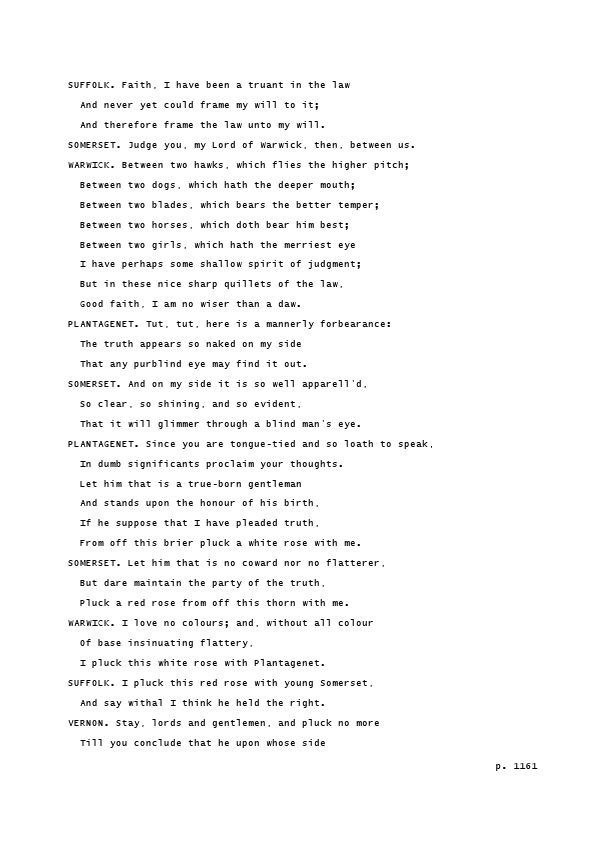 SUFFOLK. Faith, I have been a truant in the law
And never yet could frame my will to it;
And therefore frame the law unto my will.
SOMERSET. Judge you, my Lord of Warwick, then, between us.
WARWICK. Between two hawks, which flies the higher pitch;
Between two dogs, which hath the deeper mouth;
Between two blades, which bears the better temper;
Between two horses, which doth bear him best;
Between two girls, which hath the merriest eye
I have perhaps some shallow spirit of judgment;
But in these nice sharp quillets of the law,
Good faith, I am no wiser than a daw.
PLANTAGENET. Tut, tut, here is a mannerly forbearance:
The truth appears so naked on my side
That any purblind eye may find it out.
SOMERSET. And on my side it is so well apparell'd,
So clear, so shining, and so evident,
That it will glimmer through a blind man's eye.
PLANTAGENET. Since you are tongue-tied and so loath to speak,
In dumb significants proclaim your thoughts.
Let him that is a true-born gentleman
And stands upon the honour of his birth,
If he suppose that I have pleaded truth,
From off this brier pluck a white rose with me.
SOMERSET. Let him that is no coward nor no flatterer,
But dare maintain the party of the truth,
Pluck a red rose from off this thorn with me.
WARWICK. I love no colours; and, without all colour
Of base insinuating flattery,
I pluck this white rose with Plantagenet.
SUFFOLK. I pluck this red rose with young Somerset,
And say withal I think he held the right.
VERNON. Stay, lords and gentlemen, and pluck no more
Till you conclude that he upon whose side
p. 1161